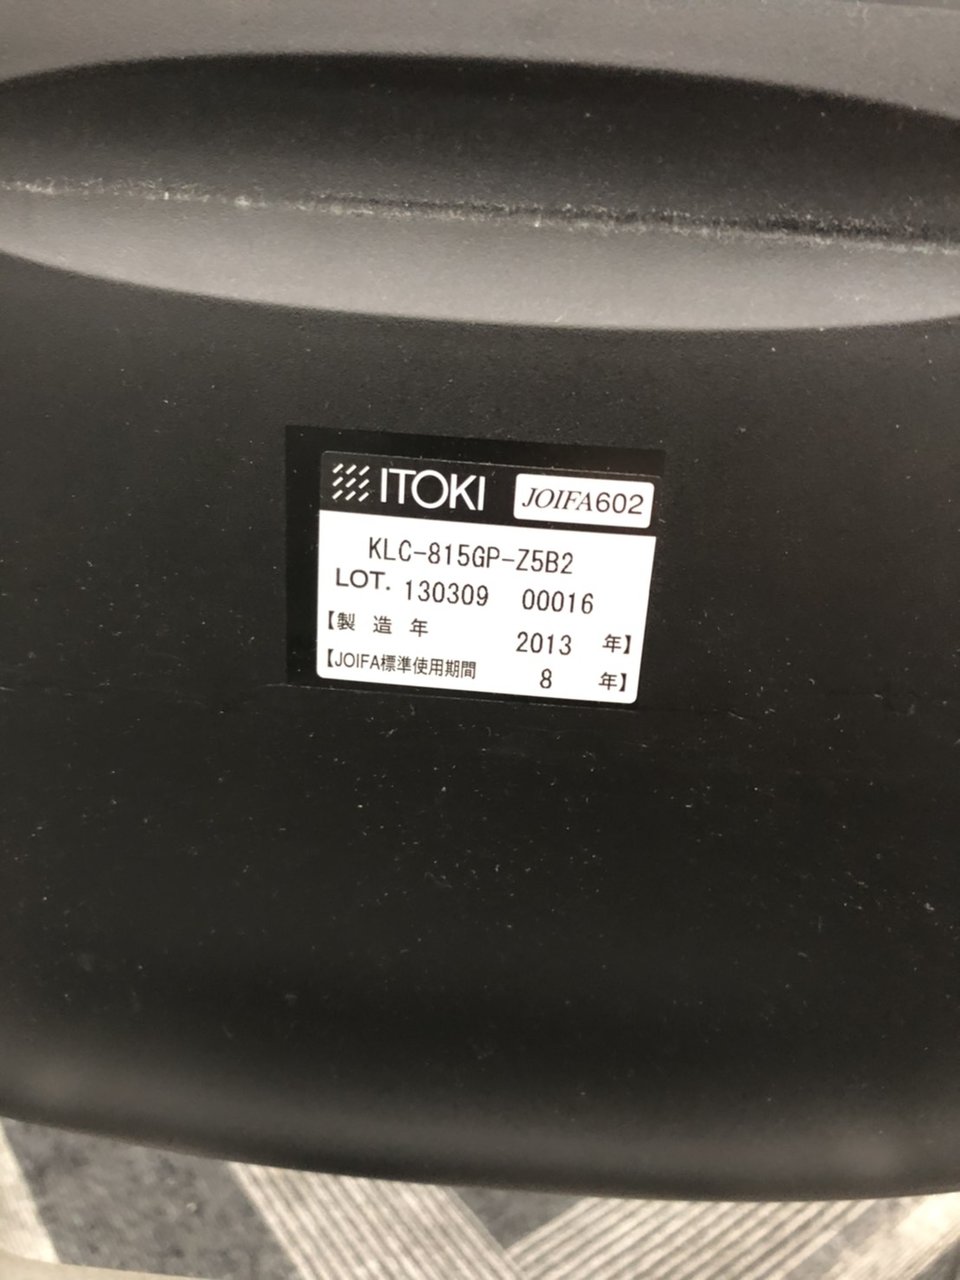 ITOKI JOIFA602
KLC-815GP-Z5B2
LOT. 130309 00016
【製造年 2013 年】
【JOIFA標準使用期間 8 年】